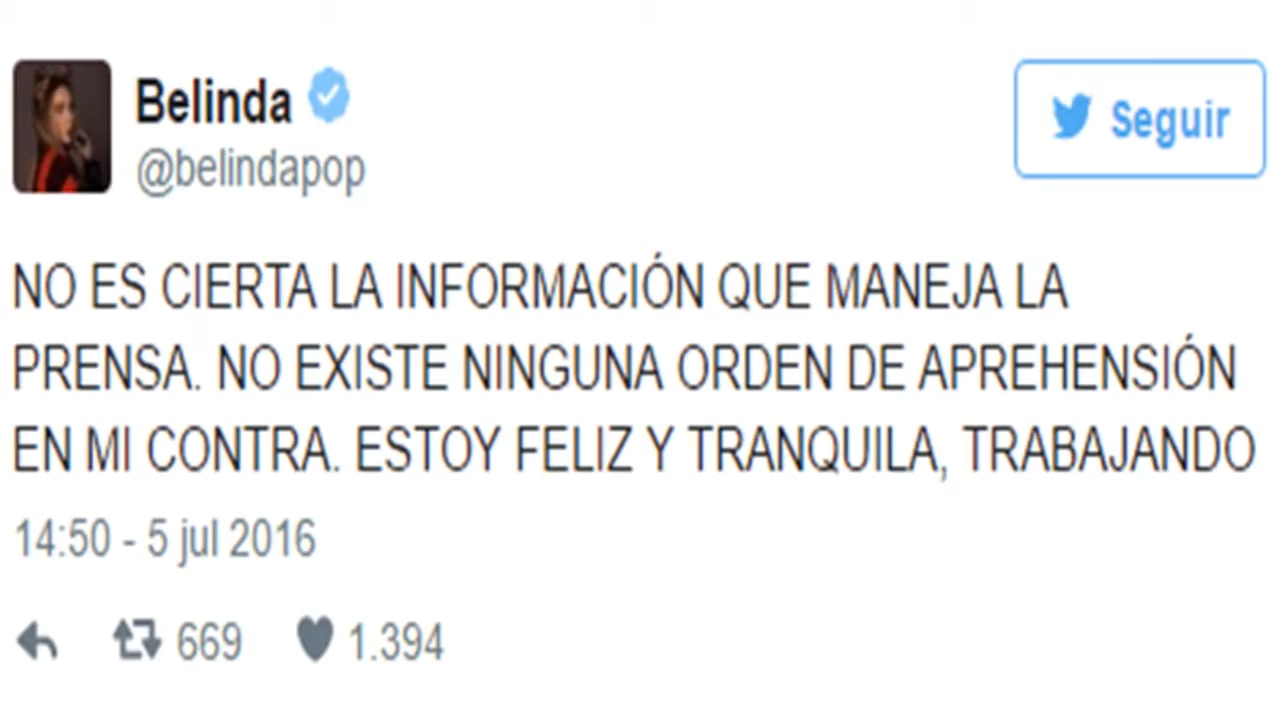 Belinda
@belindapop
Seguir
NO ES CIERTA LA INFORMACIÓN QUE MANEJA LA
PRENSA. NO EXISTE NINGUNA ORDEN DE APREHENSIÓN
EN MI CONTRA. ESTOY FELIZ Y TRANQUILA, TRABAJANDO
14:50 - 5 jul 2016
669 1.394